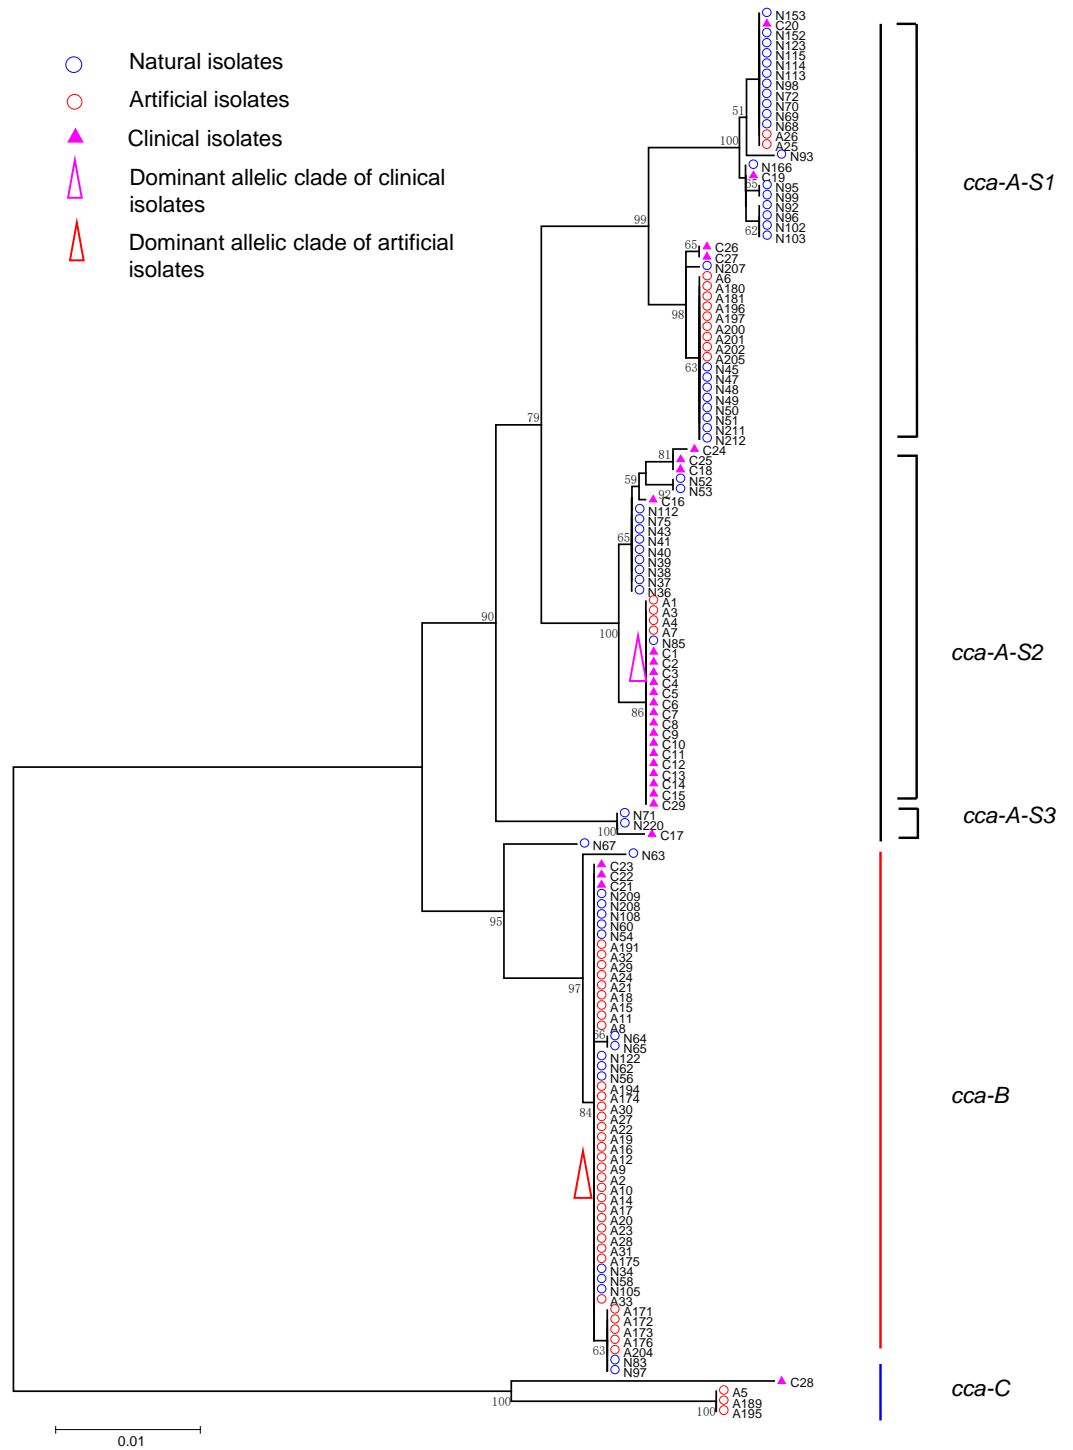 Natural isolates
Artificial isolates
Clinical isolates
Dominant allelic clade of clinical
isolates
Dominant allelic clade of artificial
isolates
N153
C20
N152
N123
N115
N114
N113
N98
N72
N70
N69
N68
A26
A25
51
100
N93
N166
C19
65
N95
N99
N92
N96
N102
62
N103
cca-A-S1
99
65
C26
C27
N207
A6
A180
A181
A196
98
A197
A200
A201
A202
A205
63
N45
N47
N48
N49
N50
N51
N211
N212
79
81
C24
C25
C18
59
N52
92
N53
C16
N112
N75
N43
65
N41
N40
N39
N38
N37
N36
A1
A3
A4
A7
90
100
N85
C1
C2
C3
C4
C5
C6
86
C7
C8
C9
C10
C11
C12
C13
C14
C15
C29
cca-A-S2
N71
N220
100
C17
cca-A-S3
N67
N63
C23
C22
C21
N209
N208
N108
95
N60
N54
A191
A32
A29
A24
97
A21
A18
A15
A11
A8
66
N64
N65
N122
N62
N56
A194
A174
A30
84
A27
A22
A19
A16
A12
A9
A2
A10
A14
A17
A20
A23
A28
A31
A175
N34
N58
N105
A33
A171
A172
A173
A176
63
A204
N83
N97
cca-B
C28
100
A5
A189
100
A195
cca-C
0.01